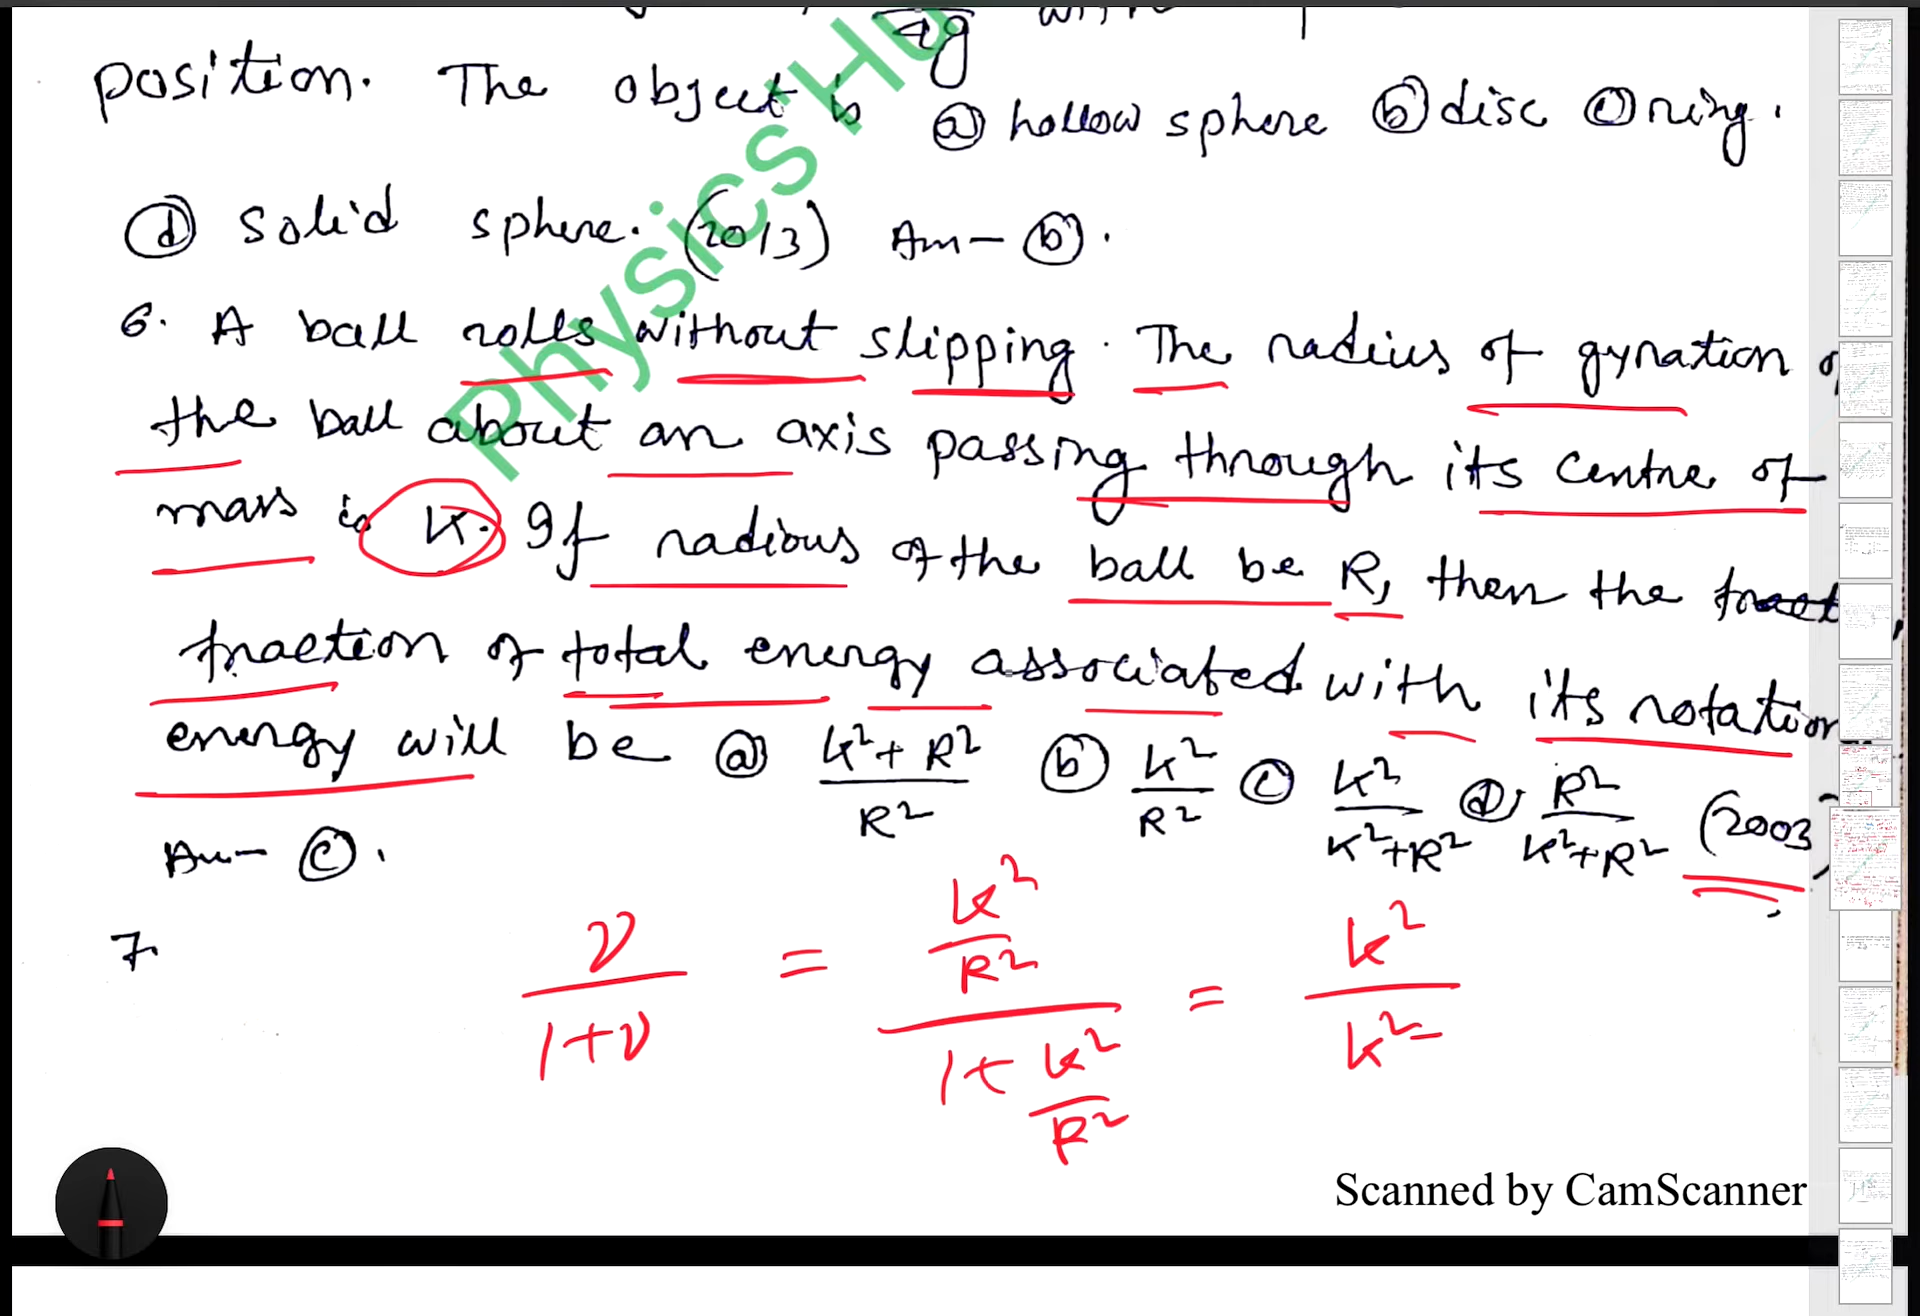 4g
position. The object is ⓐ hollow sphere ⓑ disc ⓒ ring.
ⓓ solid sphere. (2013) Ans- ⓑ.
6. A ball rolls without slipping. The radius of gyration
the ball about an axis passing through its centre of
mass is K. If radious of the ball be R, then the fract
fraction of total energy associated with its rotation
energy will be ⓐ K²+R²/R² ⓑ K²/R² ⓒ K²/K²+R² ⓓ R²/K²+R² (2003)
Ans- ⓒ.
7.
ν/1+ν = K²/R² / 1+K²/R² = K²/K²
Physics Hu
Scanned by CamScanner